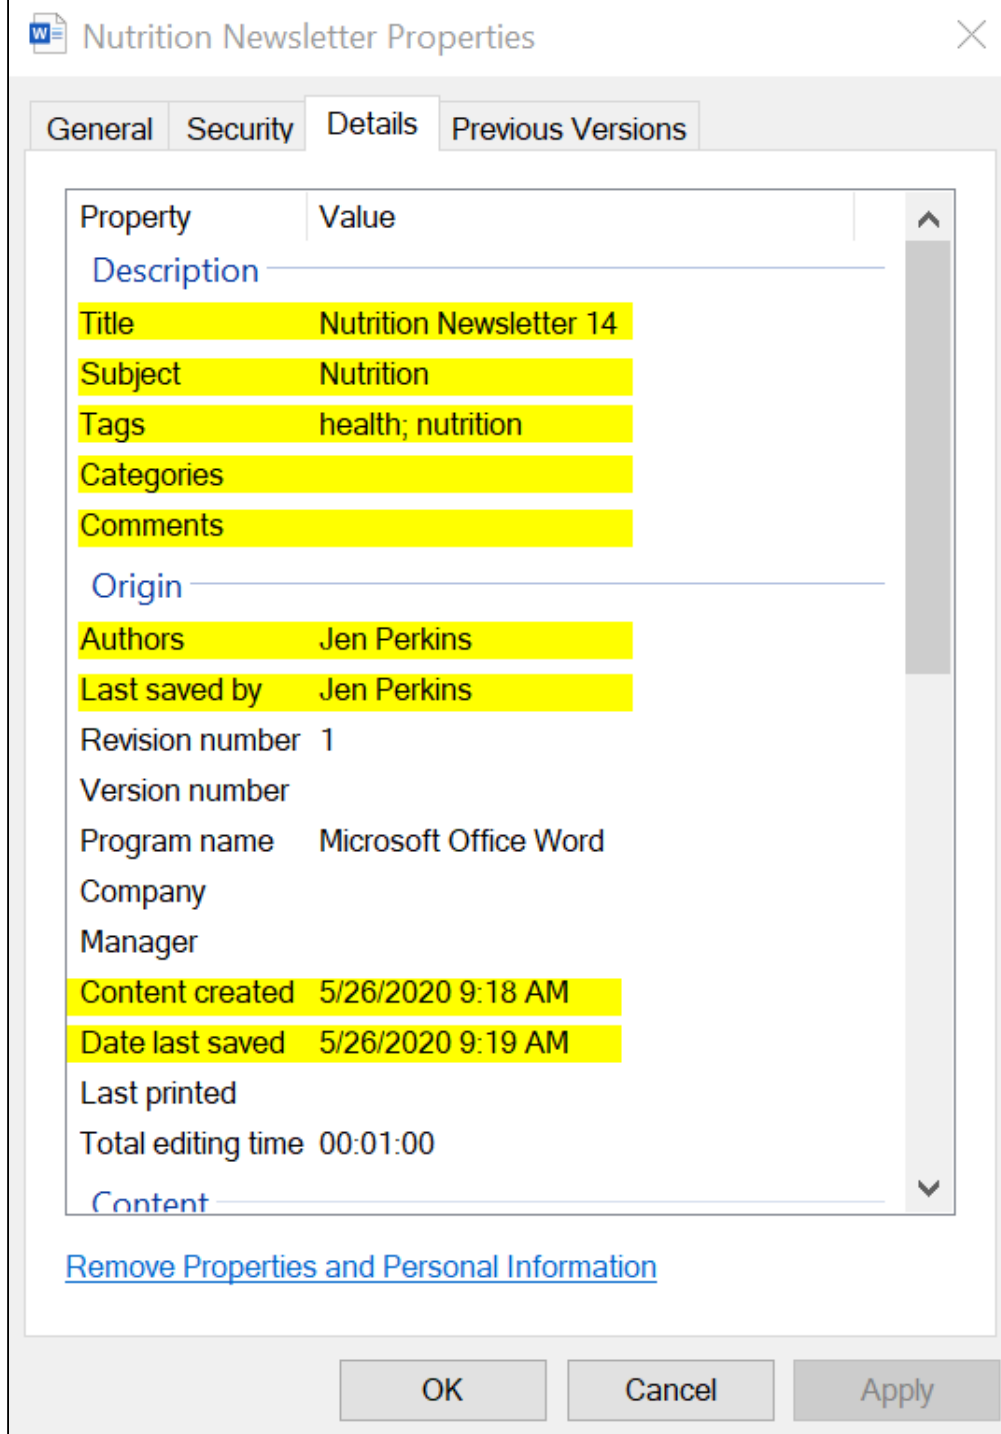 Nutrition Newsletter Properties
General Security Details Previous Versions
Property Value
Description
Title Nutrition Newsletter 14
Subject Nutrition
Tags health; nutrition
Categories
Comments
Origin
Authors Jen Perkins
Last saved by Jen Perkins
Revision number 1
Version number
Program name Microsoft Office Word
Company
Manager
Content created 5/26/2020 9:18 AM
Date last saved 5/26/2020 9:19 AM
Last printed
Total editing time 00:01:00
Content
Remove Properties and Personal Information
OK Cancel Apply